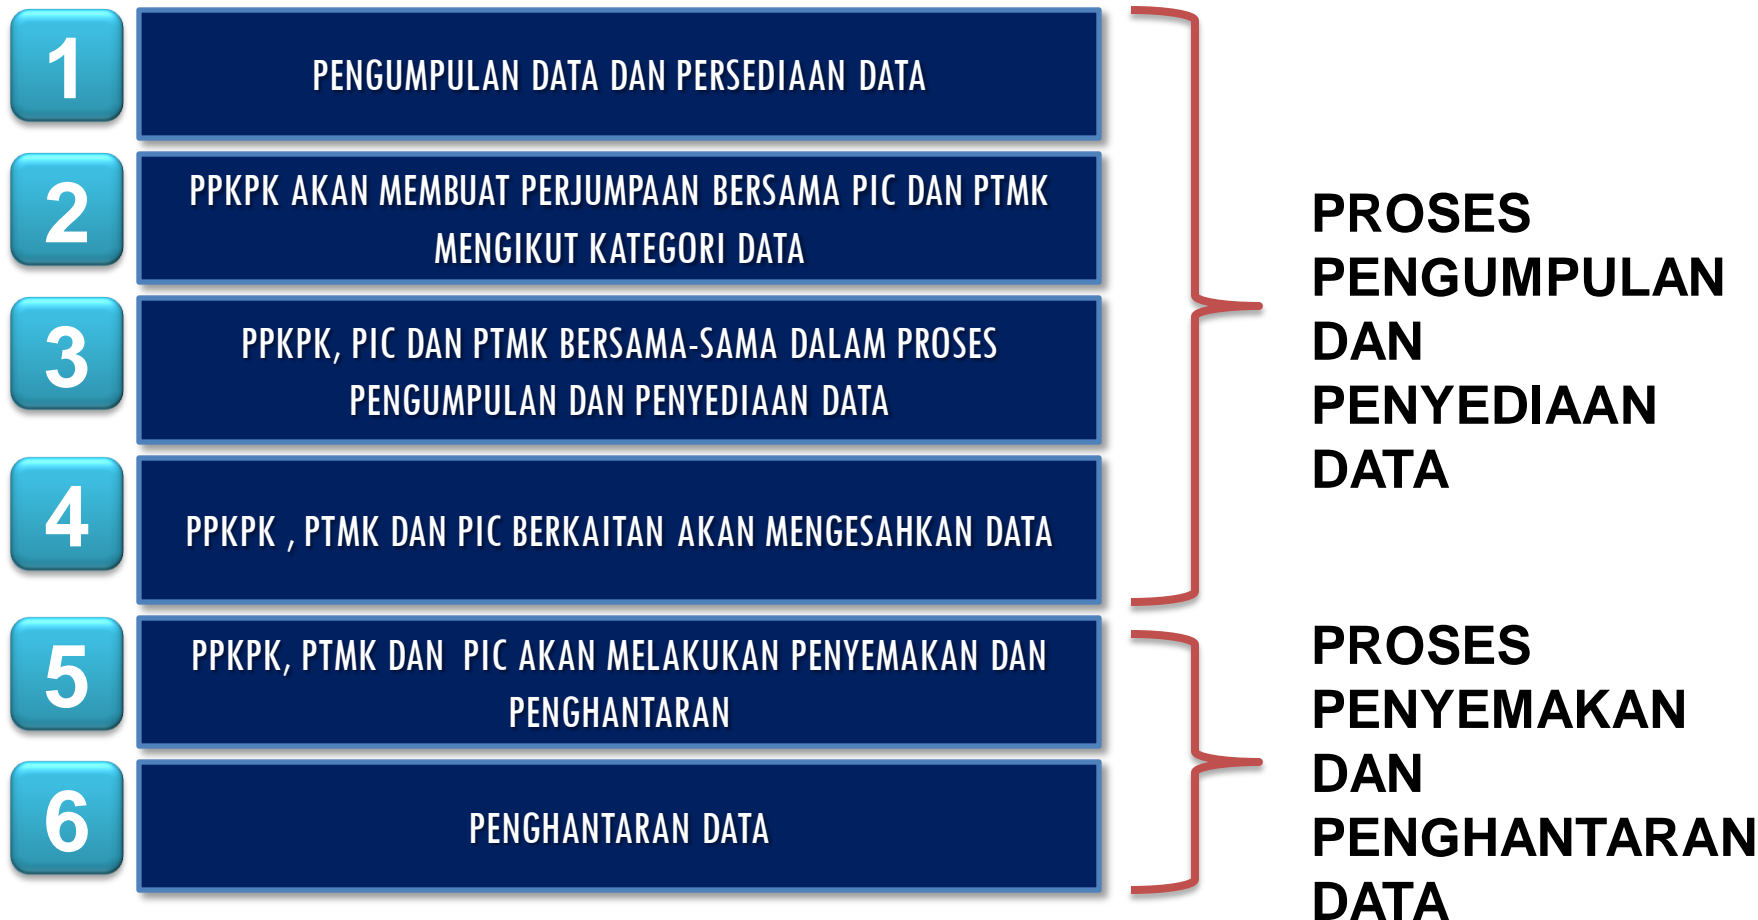 1
PENGUMPULAN DATA DAN PERSEDIAAN DATA
2
PPKPK AKAN MEMBUAT PERJUMPAAN BERSAMA PIC DAN PTMK
MENGIKUT KATEGORI DATA
3
PPKPK, PIC DAN PTMK BERSAMA-SAMA DALAM PROSES
PENGUMPULAN DAN PENYEDIAAN DATA
4
PPKPK , PTMK DAN PIC BERKAITAN AKAN MENGESAHKAN DATA
PROSES
PENGUMPULAN
DAN
PENYEDIAAN
DATA
5
PPKPK, PTMK DAN  PIC AKAN MELAKUKAN PENYEMAKAN DAN
PENGHANTARAN
6
PENGHANTARAN DATA
PROSES
PENYEMAKAN
DAN
PENGHANTARAN
DATA